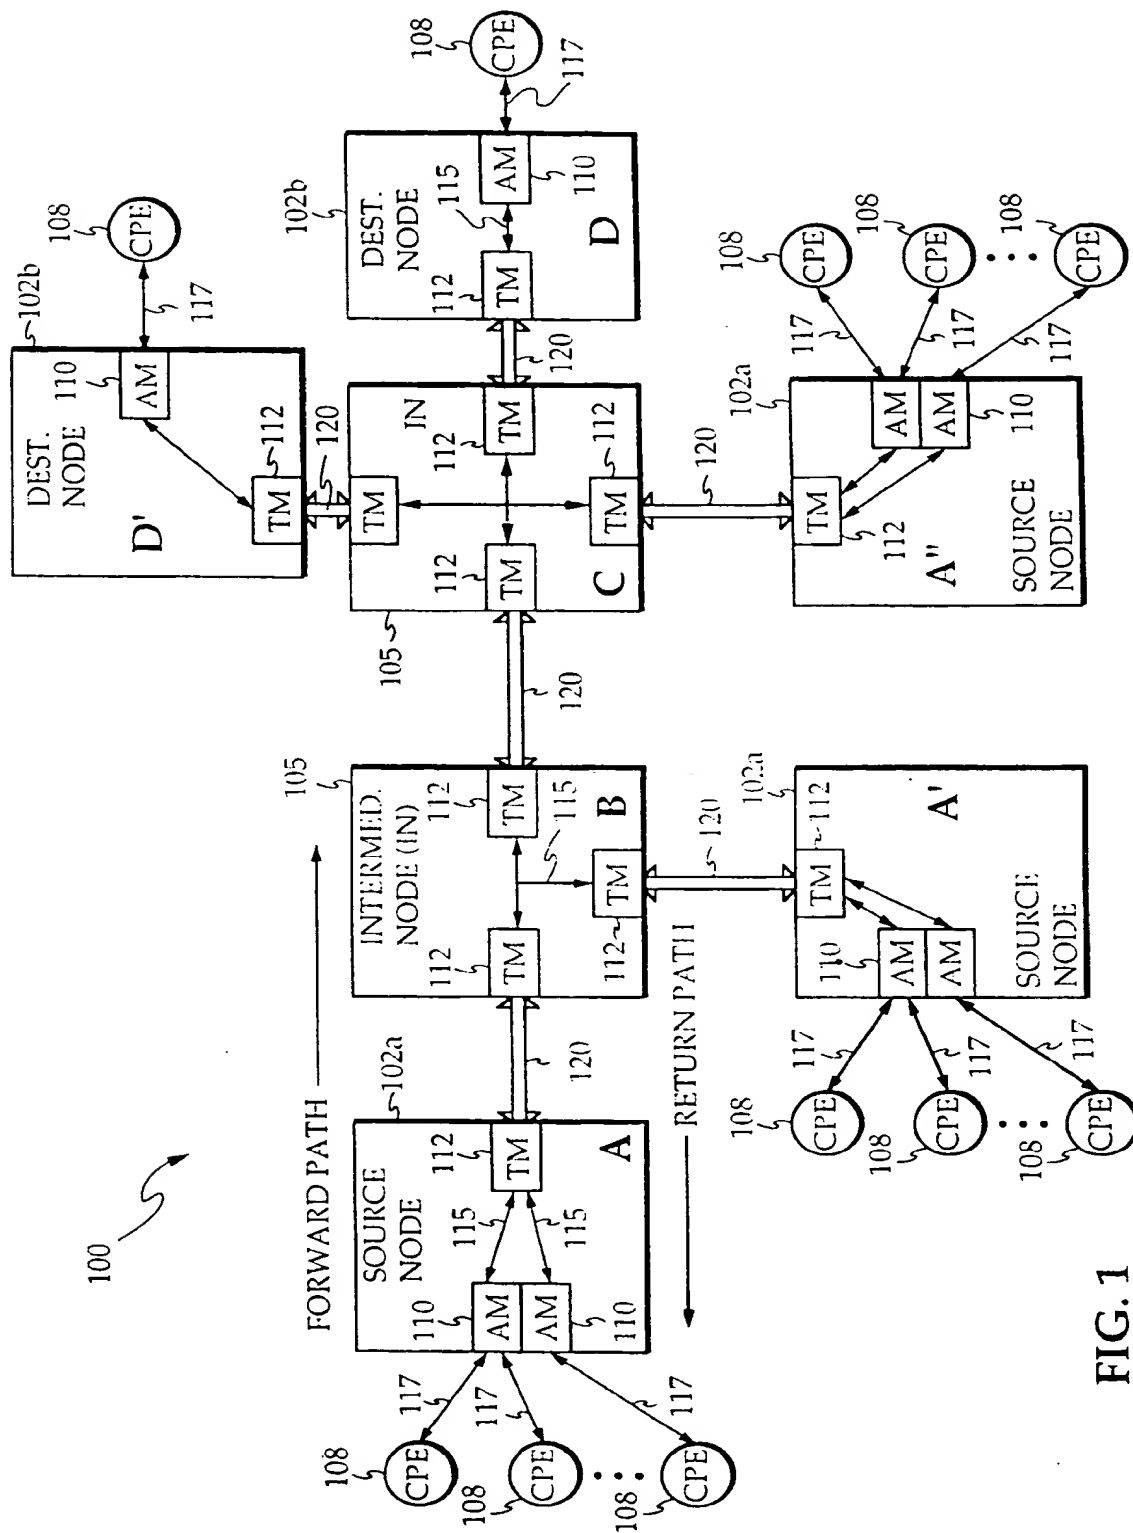 100
FORWARD PATH
RETURN PATH
108
CPE
108
CPE
108
CPE
117
117
117
SOURCE
NODE
102a
110
AM
AM
110
115
115
112
TM
A
120
INTERMED.
NODE (IN)
105
112
TM
112
TM
115
112
TM
B
120
120
108
CPE
108
CPE
108
CPE
117
117
117
102a
112
TM
110
AM
AM
A'
SOURCE
NODE
105
IN
TM
112
TM
112
TM
112
TM
C
120
120
120
DEST.
NODE
102b
D'
110
AM
112
TM
117
108
CPE
DEST.
NODE
102b
112
TM
115
AM
110
D
117
108
CPE
102a
TM
112
AM
AM
110
A"
SOURCE
NODE
117
117
117
108
CPE
108
CPE
108
CPE
FIG. 1